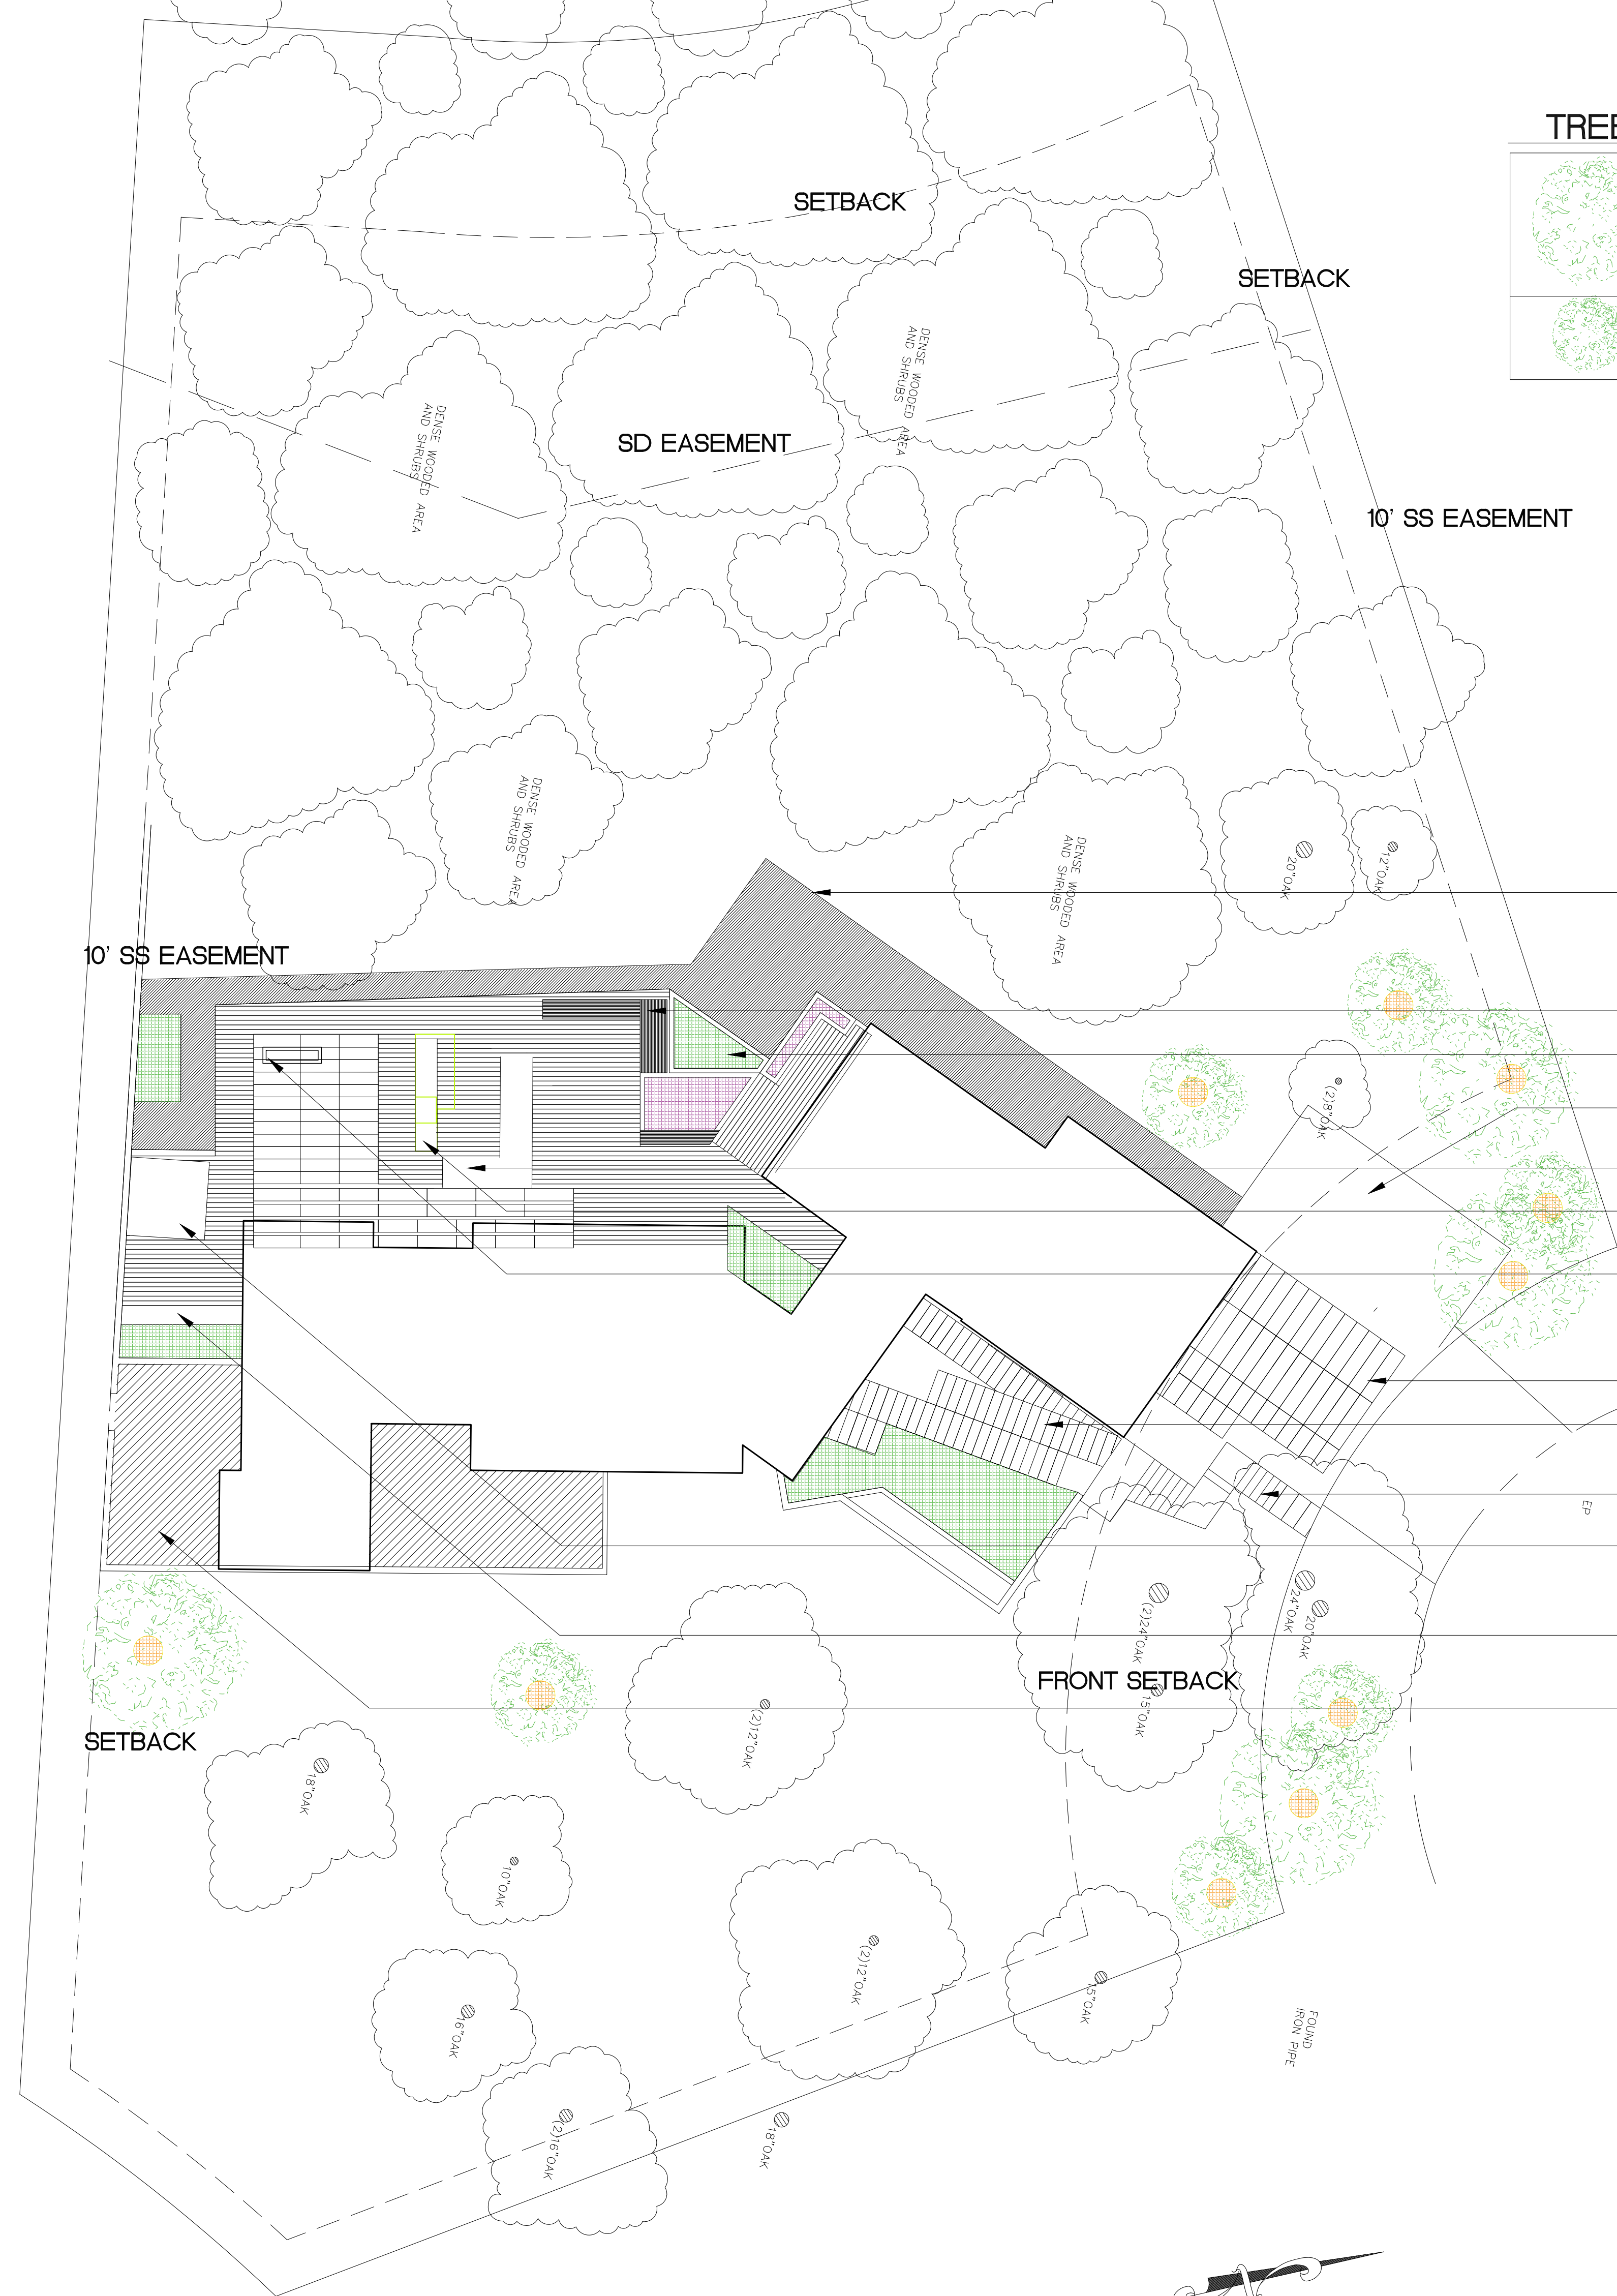 TREE
SETBACK
SETBACK
DENSE WOODED AREA
AND SHRUBS
DENSE WOODED AREA
AND SHRUBS
SD EASEMENT
10' SS EASEMENT
DENSE WOODED AREA
AND SHRUBS
DENSE WOODED AREA
AND SHRUBS
20"OAK
12"OAK
10' SS EASEMENT
(2)8"OAK
EP
24"OAK
20"OAK
(2)24"OAK
15"OAK
FRONT SETBACK
(2)12"OAK
SETBACK
18"OAK
10"OAK
(2)12"OAK
15"OAK
16"OAK
FOUND
IRON PIPE
(2)16"OAK
18"OAK